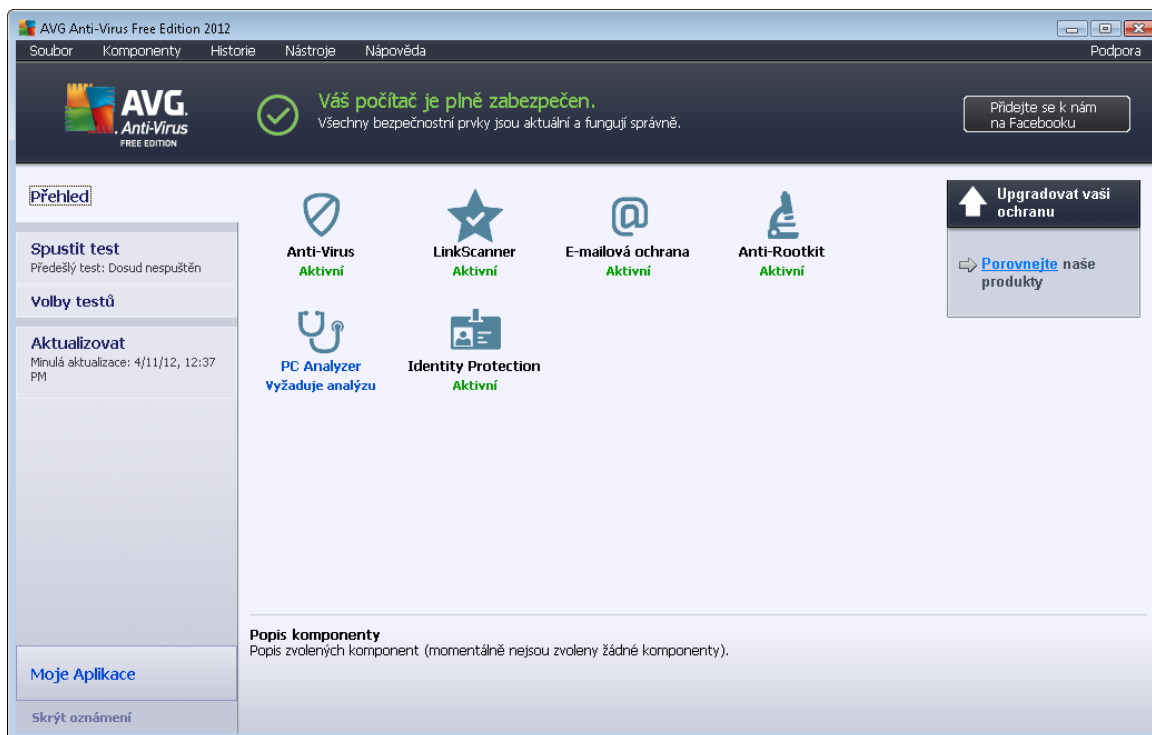 AVG Anti-Virus Free Edition 2012
Soubor Komponenty Historie Nástroje Nápověda Podpora
AVG.
Anti-Virus
FREE EDITION
Váš počítač je plně zabezpečen.
Všechny bezpečnostní prvky jsou aktuální a fungují správně.
Přidejte se k nám
na Facebooku
Přehled
Spustit test
Předešlý test: Dosud nespuštěn
Volby testů
Aktualizovat
Minulá aktualizace: 4/11/12, 12:37
PM
Moje Aplikace
Skrýt oznámení
Anti-Virus
Aktivní
LinkScanner
Aktivní
E-mailová ochrana
Aktivní
Anti-Rootkit
Aktivní
PC Analyzer
Vyžaduje analýzu
Identity Protection
Aktivní
Upgradovat vaši
ochranu
Porovnejte naše
produkty
Popis komponenty
Popis zvolených komponent (momentálně nejsou zvoleny žádné komponenty).